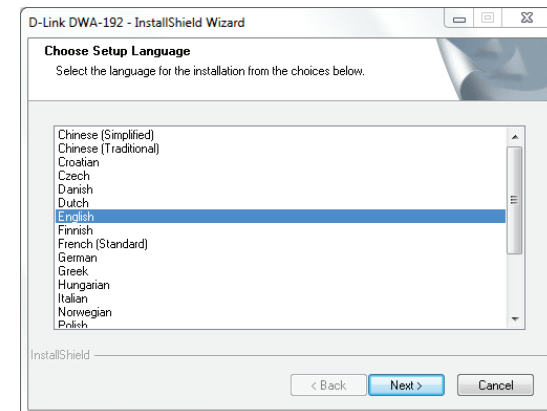 D-Link DWA-192 - InstallShield Wizard
Choose Setup Language
Select the language for the installation from the choices below.
Chinese (Simplified)
Chinese (Traditional)
Croatian
Czech
Danish
Dutch
English
Finnish
French (Standard)
German
Greek
Hungarian
Italian
Norwegian
Polish
InstallShield
< Back
Next >
Cancel